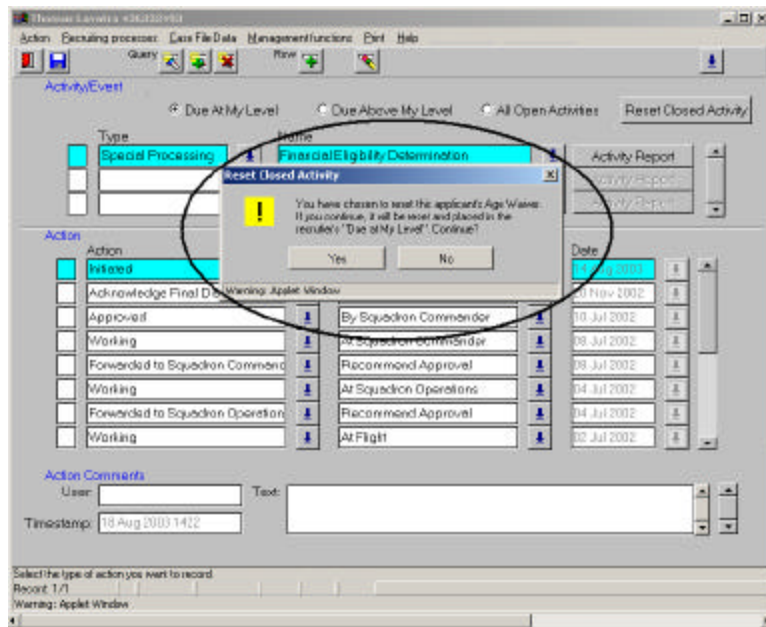 Action Recruiting processes Case File Data Management functions Print Help
Query Row
Activity/Event
Due At My Level Due Above My Level All Open Activities Reset Closed Activity
Type Name
Special Processing Financial Eligibility Determination Activity Report
Activity Report
Activity Report
Reset Closed Activity
You have chosen to reset this applicant's Age Waiver.
If you continue, it will be reset and placed in the
recruiter's "Due at My Level". Continue?
Yes No
Warning: Applet Window
Action
Action Date
Initiated 14 Aug 2003
Acknowledge Final 20 Nov 2002
Approved By Squadron Commander 10 Jul 2002
Working At Squadron Commander 08 Jul 2002
Forwarded to Squadron Command Recommend Approval 08 Jul 2002
Working At Squadron Operations 04 Jul 2002
Forwarded to Squadron Operation Recommend Approval 04 Jul 2002
Working At Flight 02 Jul 2002
Action Comments
User: Text:
Timestamp: 18 Aug 2003 1422
Select the type of action you want to record.
Record: 1/1
Warning: Applet Window